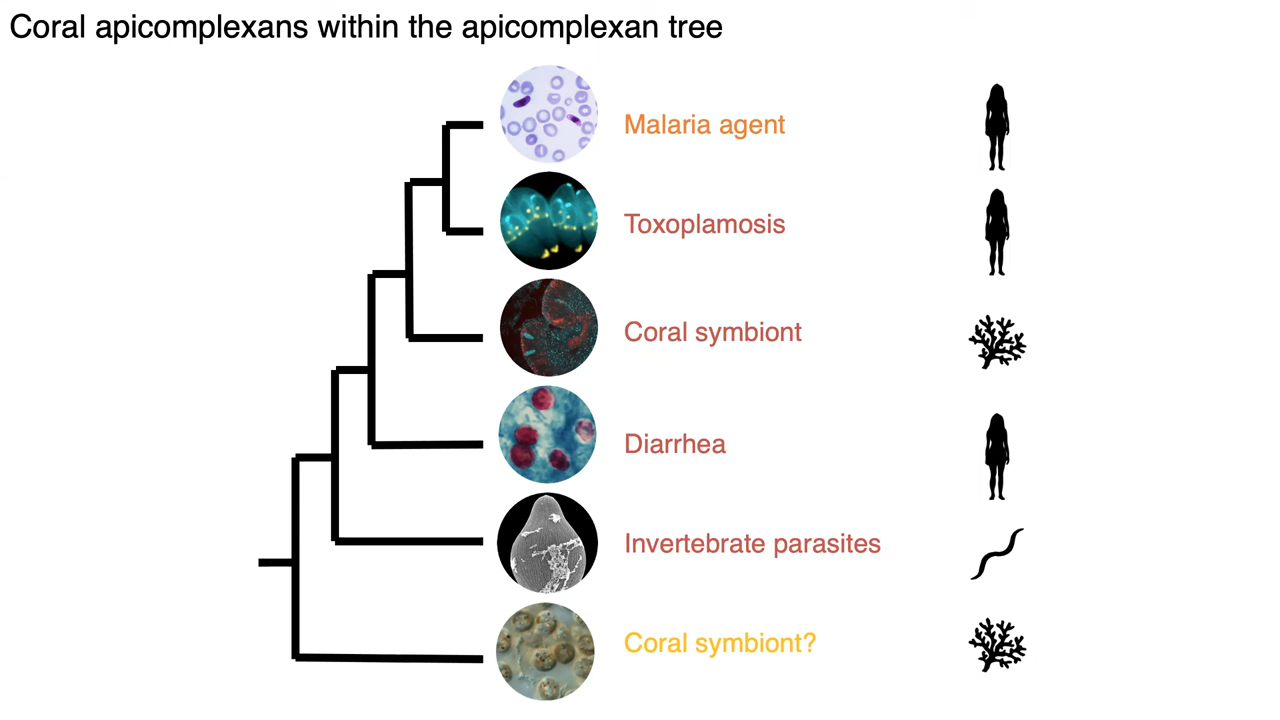 Coral apicomplexans within the apicomplexan tree
Malaria agent
Toxoplamosis
Coral symbiont
Diarrhea
Invertebrate parasites
Coral symbiont?